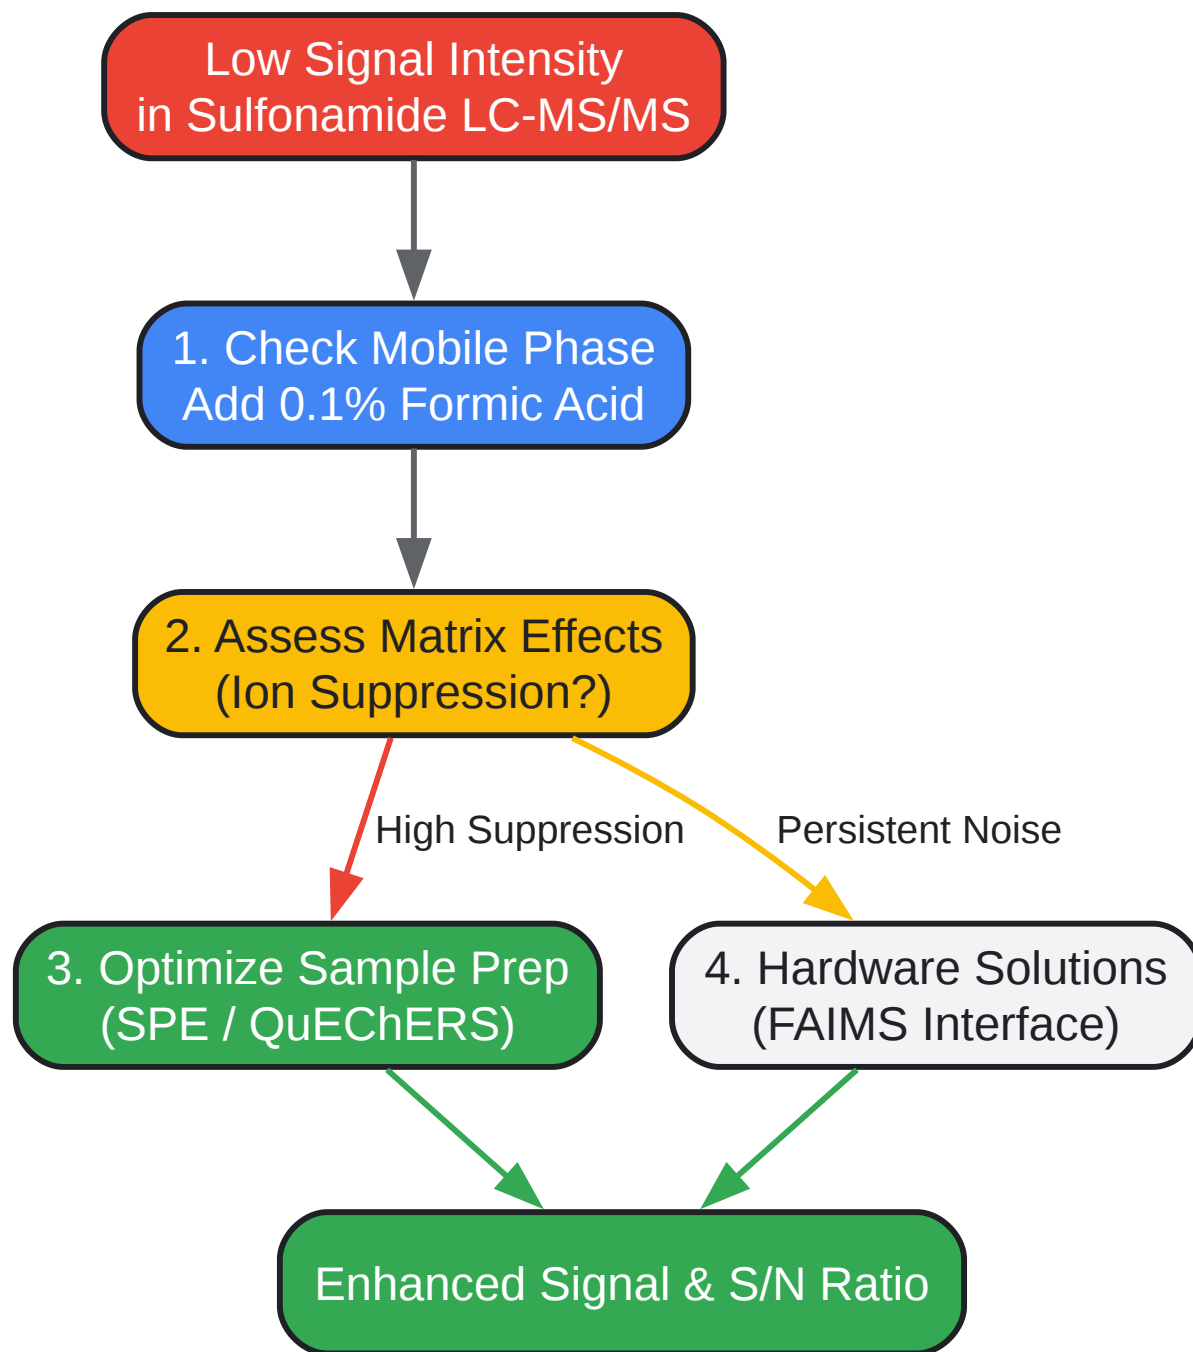 Low Signal Intensity
in Sulfonamide LC-MS/MS
1. Check Mobile Phase
Add 0.1% Formic Acid
2. Assess Matrix Effects
(Ion Suppression?)
High Suppression
Persistent Noise
3. Optimize Sample Prep
(SPE / QuEChERS)
4. Hardware Solutions
(FAIMS Interface)
Enhanced Signal & S/N Ratio